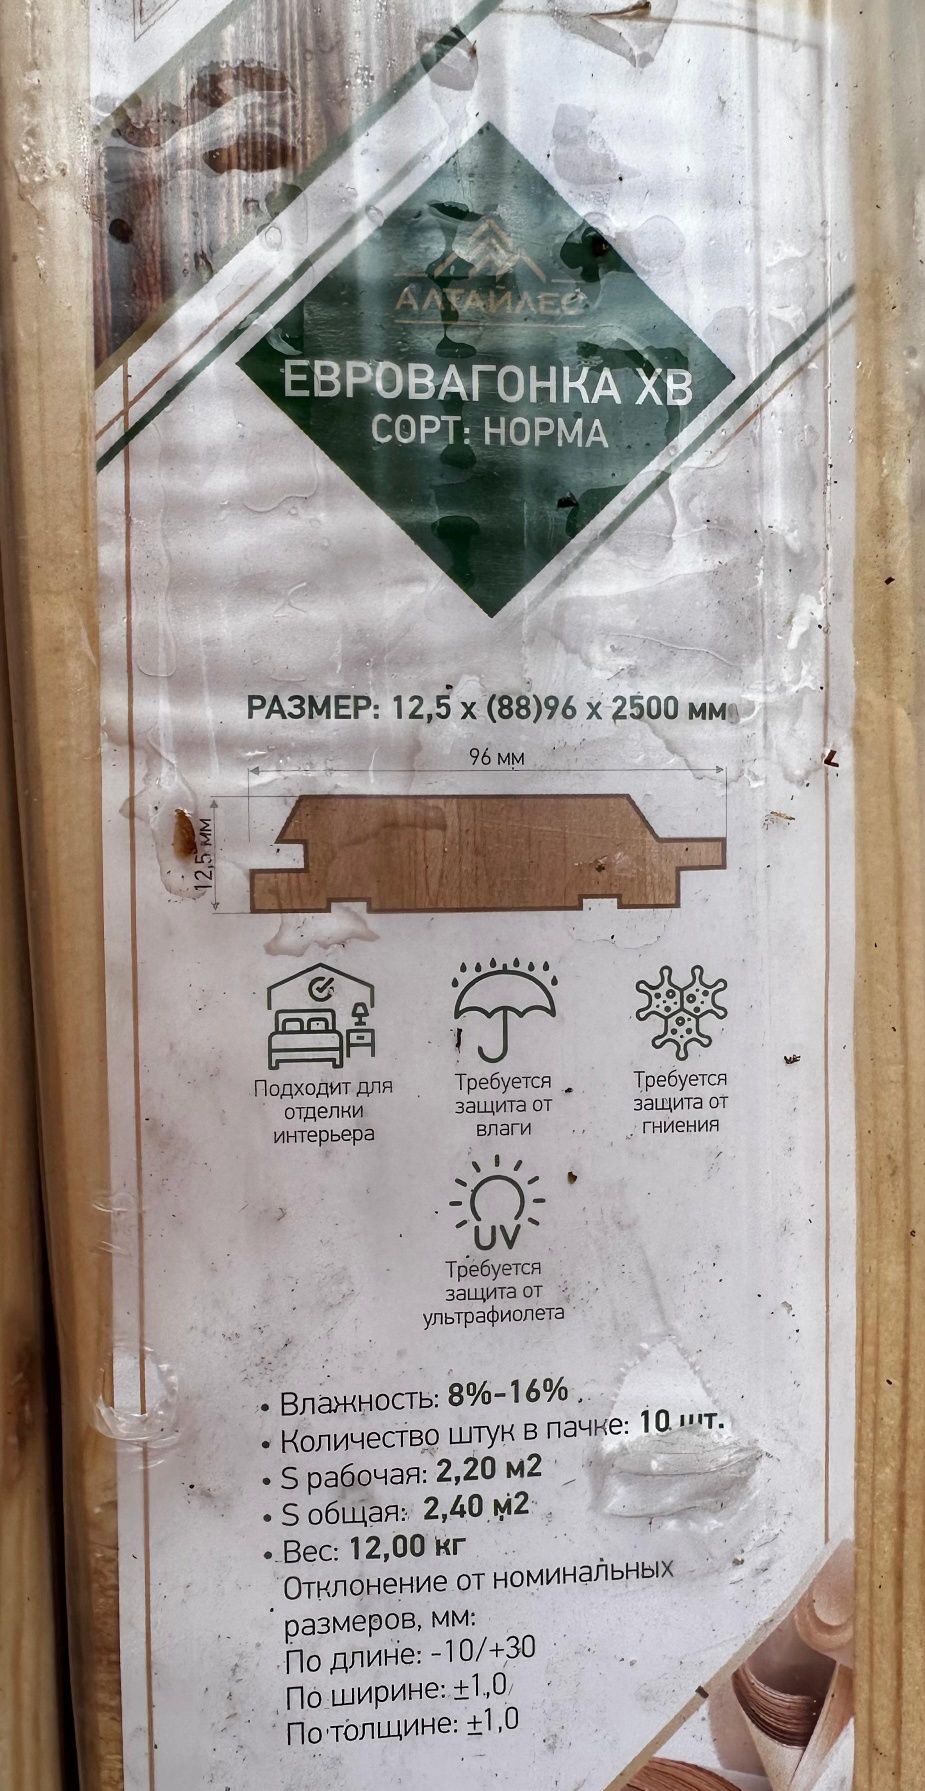 АЛТАЙЛЕС
ЕВРОВАГОНКА ХВ
СОРТ: НОРМА
РАЗМЕР: 12,5 х (88)96 х 2500 мм
96 мм
12,5 мм
Подходит для
отделки
интерьера
Требуется
защита от
влаги
Требуется
защита от
гниения
UV
Требуется
защита от
ультрафиолета
• Влажность: 8%-16%
• Количество штук в пачке: 10 шт.
• S рабочая: 2,20 м2
• S общая: 2,40 м2
• Вес: 12,00 кг
Отклонение от номинальных
размеров, мм:
По длине: -10/+30
По ширине: ±1,0
По толщине: ±1,0